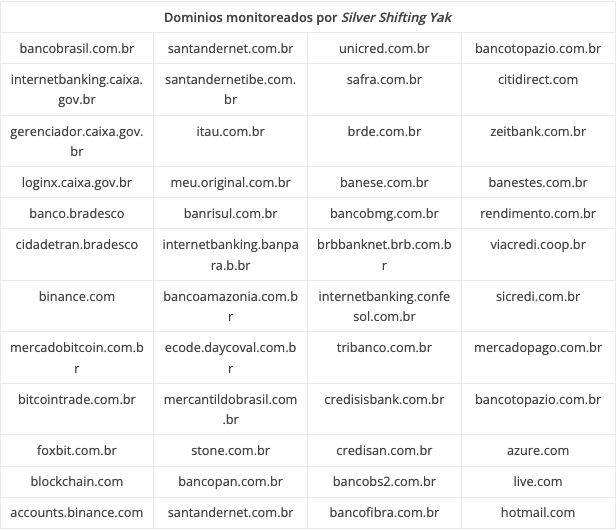 Dominios monitoreados por Silver Shifting Yak
bancobrasil.com.br santandernet.com.br unicred.com.br bancotopazio.com.br
internetbanking.caixa. santandernetibe.com. safra.com.br citidirect.com
gov.br br
gerenciador.caixa.gov. itau.com.br brde.com.br zeitbank.com.br
br
loginx.caixa.gov.br meu.original.com.br banese.com.br banestes.com.br
banco.bradesco banrisul.com.br bancobmg.com.br rendimento.com.br
cidadetran.bradesco internetbanking.banpa brbbanknet.brb.com.b viacredi.coop.br
ra.b.br r
binance.com bancoamazonia.com.b internetbanking.confe sicredi.com.br
r sol.com.br
mercadobitcoin.com.b ecode.daycoval.com.b tribanco.com.br mercadopago.com.br
r r
bitcointrade.com.br mercantildobrasil.com credisisbank.com.br bancotopazio.com.br
.br
foxbit.com.br stone.com.br credisan.com.br azure.com
blockchain.com bancopan.com.br bancobs2.com.br live.com
accounts.binance.com santandernet.com.br bancofibra.com.br hotmail.com